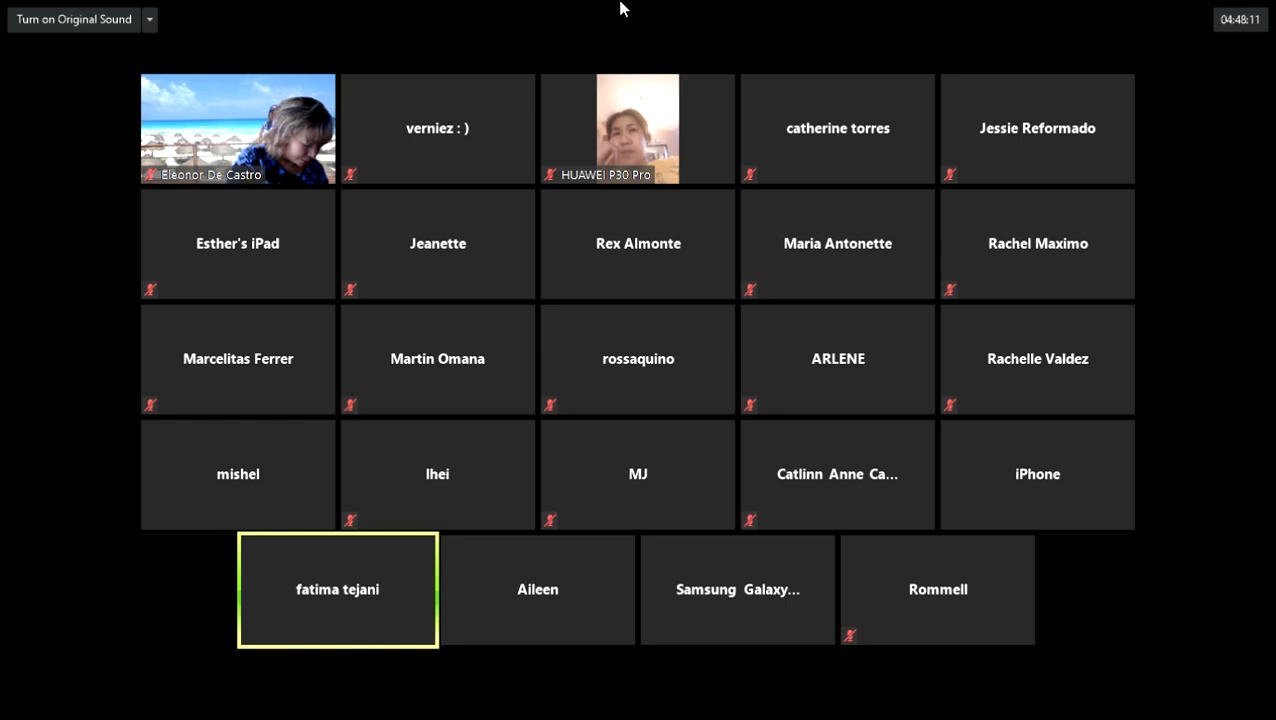 Turn on Original Sound
04:48:11
Eleonor De Castro
verniez : )
HUAWEI P30 Pro
catherine torres
Jessie Reformado
Esther's iPad
Jeanette
Rex Almonte
Maria Antonette
Rachel Maximo
Marcelitas Ferrer
Martin Omana
rossaquino
ARLENE
Rachelle Valdez
mishel
lhei
MJ
Catlinn Anne Ca...
iPhone
fatima tejani
Aileen
Samsung Galaxy...
Rommell